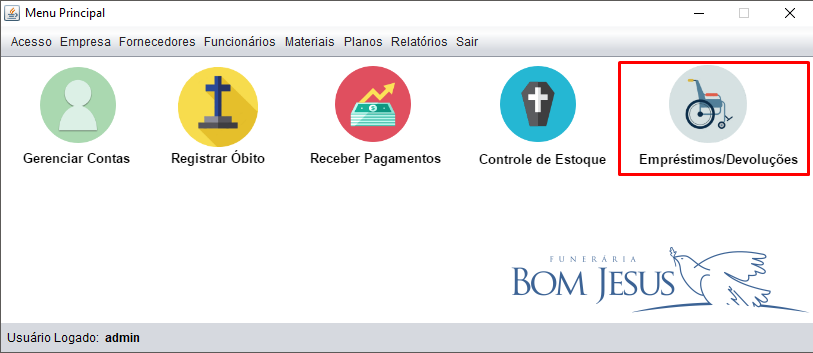 Menu Principal
Acesso Empresa Fornecedores Funcionários Materiais Planos Relatórios Sair
Gerenciar Contas
Registrar Óbito
Receber Pagamentos
Controle de Estoque
Empréstimos/Devoluções
FUNERÁRIA
BOM JESUS
Usuário Logado: admin